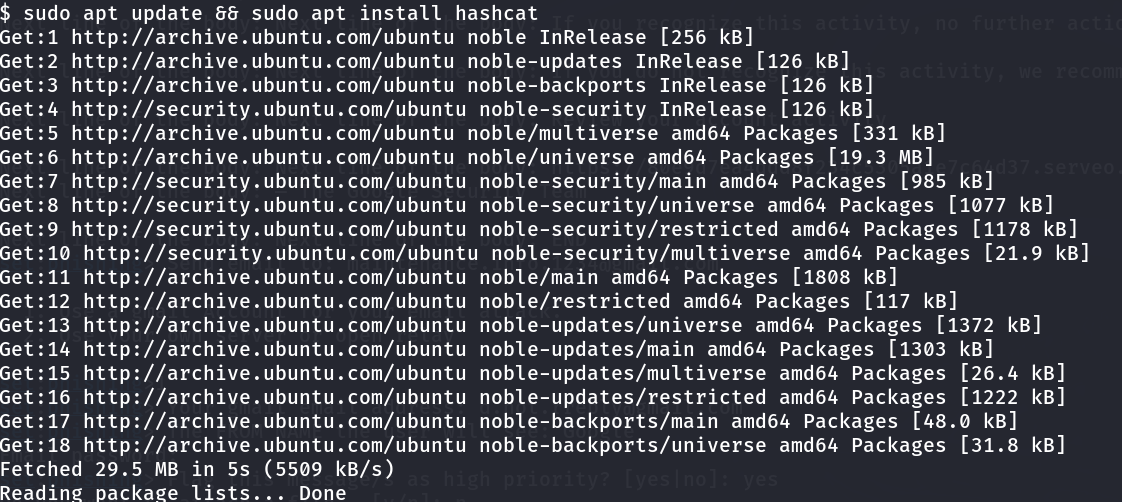 $ sudo apt update && sudo apt install hashcat
Get:1 http://archive.ubuntu.com/ubuntu noble InRelease [256 kB]
Get:2 http://archive.ubuntu.com/ubuntu noble-updates InRelease [126 kB]
Get:3 http://archive.ubuntu.com/ubuntu noble-backports InRelease [126 kB]
Get:4 http://security.ubuntu.com/ubuntu noble-security InRelease [126 kB]
Get:5 http://archive.ubuntu.com/ubuntu noble/multiverse amd64 Packages [331 kB]
Get:6 http://archive.ubuntu.com/ubuntu noble/universe amd64 Packages [19.3 MB]
Get:7 http://security.ubuntu.com/ubuntu noble-security/main amd64 Packages [985 kB]
Get:8 http://security.ubuntu.com/ubuntu noble-security/universe amd64 Packages [1077 kB]
Get:9 http://security.ubuntu.com/ubuntu noble-security/restricted amd64 Packages [1178 kB]
Get:10 http://security.ubuntu.com/ubuntu noble-security/multiverse amd64 Packages [21.9 kB]
Get:11 http://archive.ubuntu.com/ubuntu noble/main amd64 Packages [1808 kB]
Get:12 http://archive.ubuntu.com/ubuntu noble/restricted amd64 Packages [117 kB]
Get:13 http://archive.ubuntu.com/ubuntu noble-updates/universe amd64 Packages [1372 kB]
Get:14 http://archive.ubuntu.com/ubuntu noble-updates/main amd64 Packages [1303 kB]
Get:15 http://archive.ubuntu.com/ubuntu noble-updates/multiverse amd64 Packages [26.4 kB]
Get:16 http://archive.ubuntu.com/ubuntu noble-updates/restricted amd64 Packages [1222 kB]
Get:17 http://archive.ubuntu.com/ubuntu noble-backports/main amd64 Packages [48.0 kB]
Get:18 http://archive.ubuntu.com/ubuntu noble-backports/universe amd64 Packages [31.8 kB]
Fetched 29.5 MB in 5s (5509 kB/s)
Reading package lists... Done